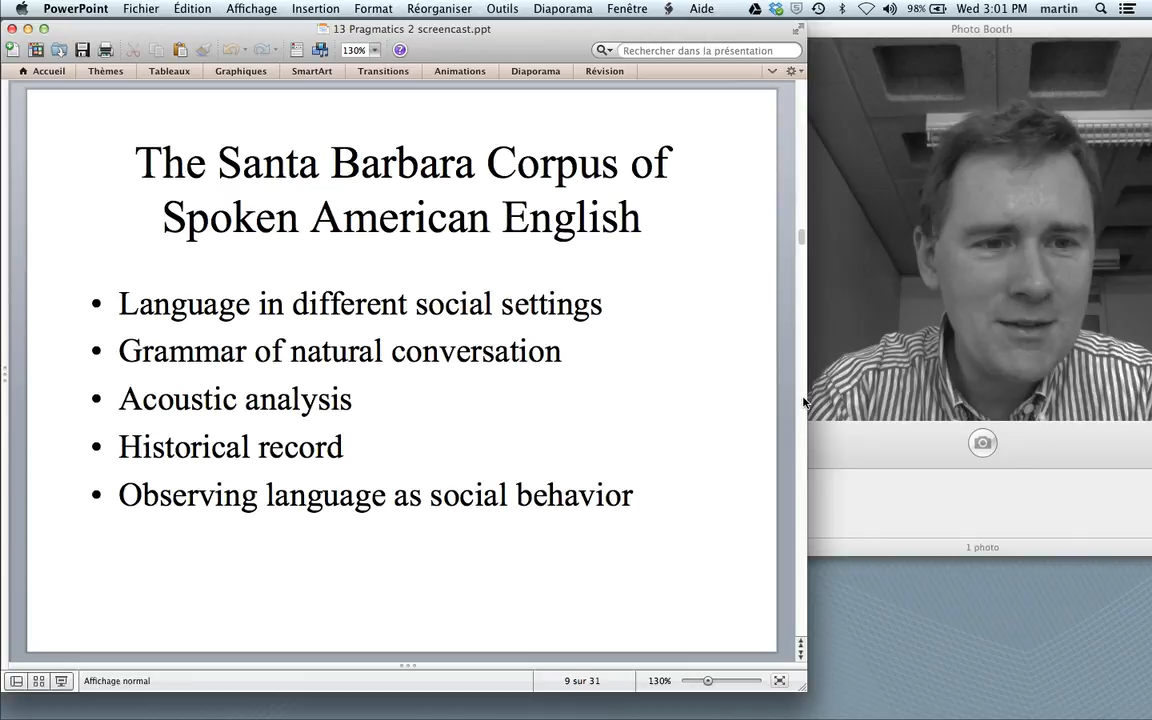 PowerPoint Fichier Édition Affichage Insertion Format Réorganiser Outils Diaporama Fenêtre Aide 98% Wed 3:01 PM martin
13 Pragmatics 2 screencast.ppt
Photo Booth
130% Rechercher dans la présentation
Accueil Thèmes Tableaux Graphiques SmartArt Transitions Animations Diaporama Révision
The Santa Barbara Corpus of
Spoken American English
• Language in different social settings
• Grammar of natural conversation
• Acoustic analysis
• Historical record
• Observing language as social behavior
1 photo
Affichage normal 9 sur 31 130%